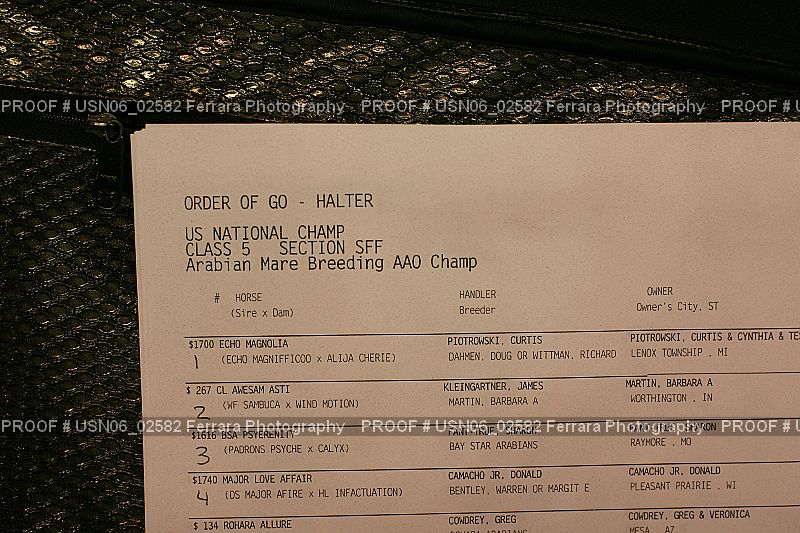 PROOF # USN06_02582 Ferrara Photography PROOF # USN06_02582 Ferrara Photography PROOF #
ORDER OF GO - HALTER
US NATIONAL CHAMP
CLASS 5 SECTION SFF
Arabian Mare Breeding AAO Champ
# HORSE HANDLER OWNER
(Sire x Dam) Breeder Owner's City, ST
$1700 ECHO MAGNOLIA PIOTROWSKI, CURTIS PIOTROWSKI, CURTIS & CYNTHIA & TES
1 (ECHO MAGNIFFICOO x ALIJA CHERIE) DAHMEN, DOUG OR WITTMAN, RICHARD LENOX TOWNSHIP , MI
$ 267 CL AWESAM ASTI KLEINGARTNER, JAMES MARTIN, BARBARA A
2 (WF SAMBUCA x WIND MOTION) MARTIN, BARBARA A WORTHINGTON , IN
PROOF # USN06_02582 Ferrara Photography PROOF # USN06_02582 Ferrara Photography PROOF #
$1616 BSA PSYERENITY SHARON
3 (PADRONS PSYCHE x CALYX) BAY STAR ARABIANS RAYMORE , MO
$1740 MAJOR LOVE AFFAIR CAMACHO JR, DONALD CAMACHO JR, DONALD
4 (DS MAJOR AFIRE x HL INFACTUATION) BENTLEY, WARREN OR MARGIT E PLEASANT PRAIRIE , WI
$ 134 ROHARA ALLURE COWDREY, GREG COWDREY, GREG & VERONICA
MESA , AZ